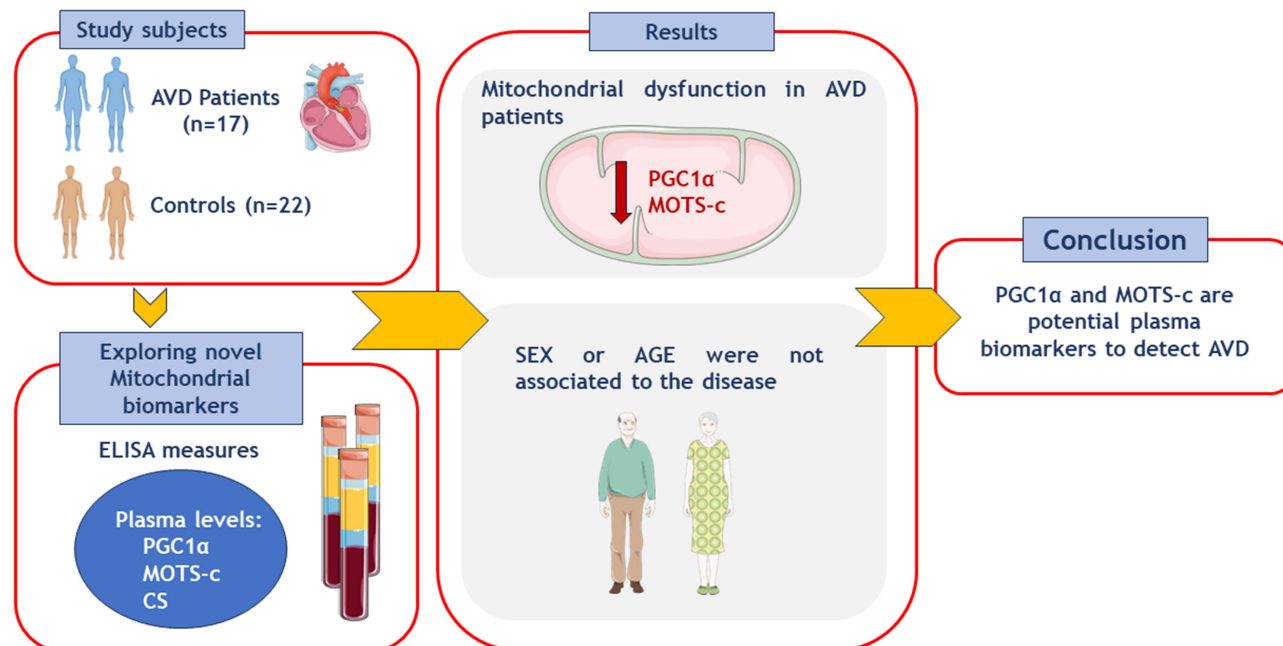 Study subjects
AVD Patients
(n=17)
Controls (n=22)
Exploring novel
Mitochondrial
biomarkers
ELISA measures
Plasma levels:
PGC1α
MOTS-c
CS
Results
Mitochondrial dysfunction in AVD
patients
PGC1α
MOTS-c
SEX or AGE were not
associated to the disease
Conclusion
PGC1α and MOTS-c are
potential plasma
biomarkers to detect AVD